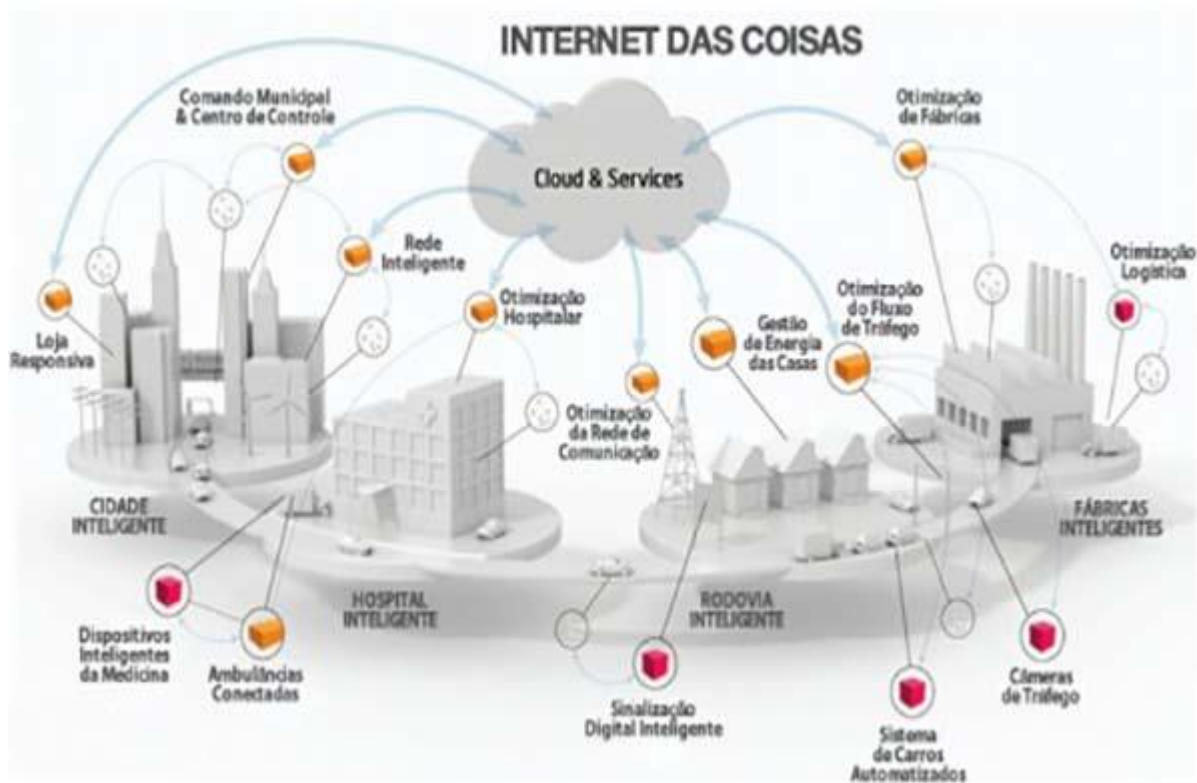 INTERNET DAS COISAS
Comando Municipal
& Centro de Controle
Otimização
de Fábricas
Cloud & Services
Rede
Inteligente
Otimização
Logística
Otimização
Hospitalar
Otimização
do Fluxo
de Tráfego
Gestão
de Energia
das Casas
Loja
Responsiva
Otimização
da Rede de
Comunicação
CIDADE
INTELIGENTE
FÁBRICAS
INTELIGENTES
HOSPITAL
INTELIGENTE
RODOVIA
INTELIGENTE
Dispositivos
Inteligentes
da Medicina
Ambulâncias
Conectadas
Sinalização
Digital Inteligente
Câmeras
de Tráfego
Sistema
de Carros
Automatizados